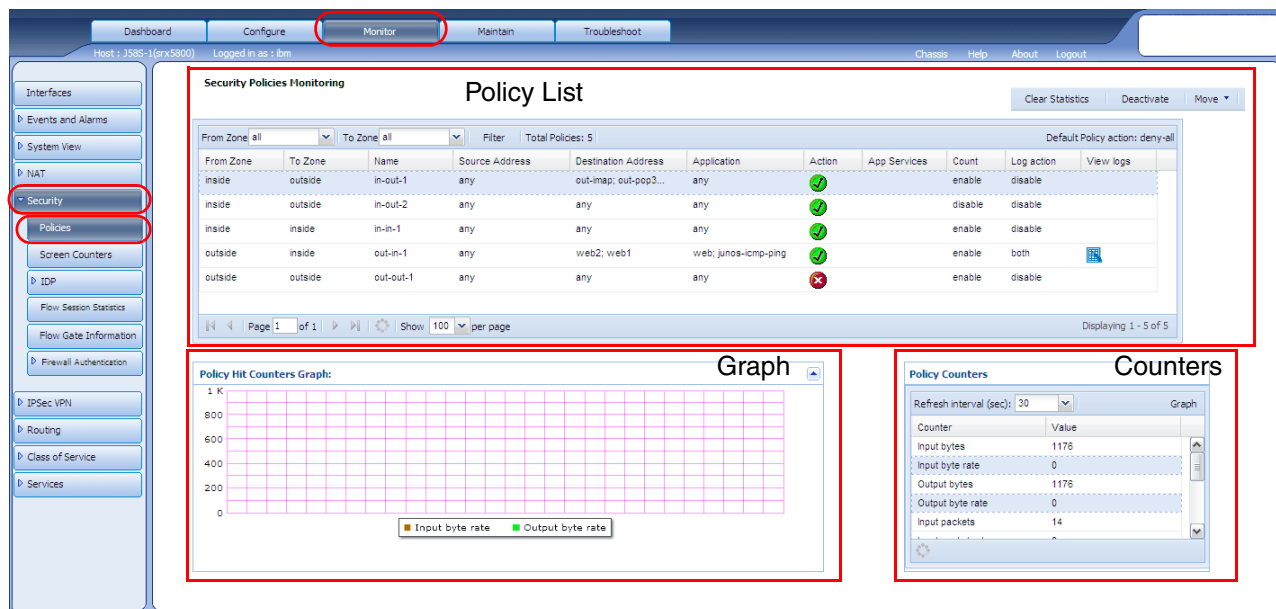 Dashboard Configure Monitor Maintain Troubleshoot
Host : J58S-1(srx5800) Logged in as : ibm Chassis Help About Logout
Interfaces
Events and Alarms
System View
NAT
Security
Policies
Screen Counters
IDP
Flow Session Statistics
Flow Gate Information
Firewall Authentication
IPSec VPN
Routing
Class of Service
Services
Security Policies Monitoring
Policy List
Clear Statistics Deactivate Move
From Zone all To Zone all Filter Total Policies: 5 Default Policy action: deny-all
From Zone To Zone Name Source Address Destination Address Application Action App Services Count Log action View logs
inside outside in-out-1 any out-imap; out-pop3... any enable disable
inside outside in-out-2 any any any disable disable
inside inside in-in-1 any any any enable disable
outside inside out-in-1 any web2; web1 web; junos-icmp-ping enable both
outside outside out-out-1 any any any enable disable
Page 1 of 1 Show 100 per page Displaying 1 - 5 of 5
Graph
Policy Hit Counters Graph:
1 K
800
600
400
200
0
Input byte rate Output byte rate
Counters
Policy Counters
Refresh interval (sec): 30 Graph
Counter Value
Input bytes 1176
Input byte rate 0
Output bytes 1176
Output byte rate 0
Input packets 14